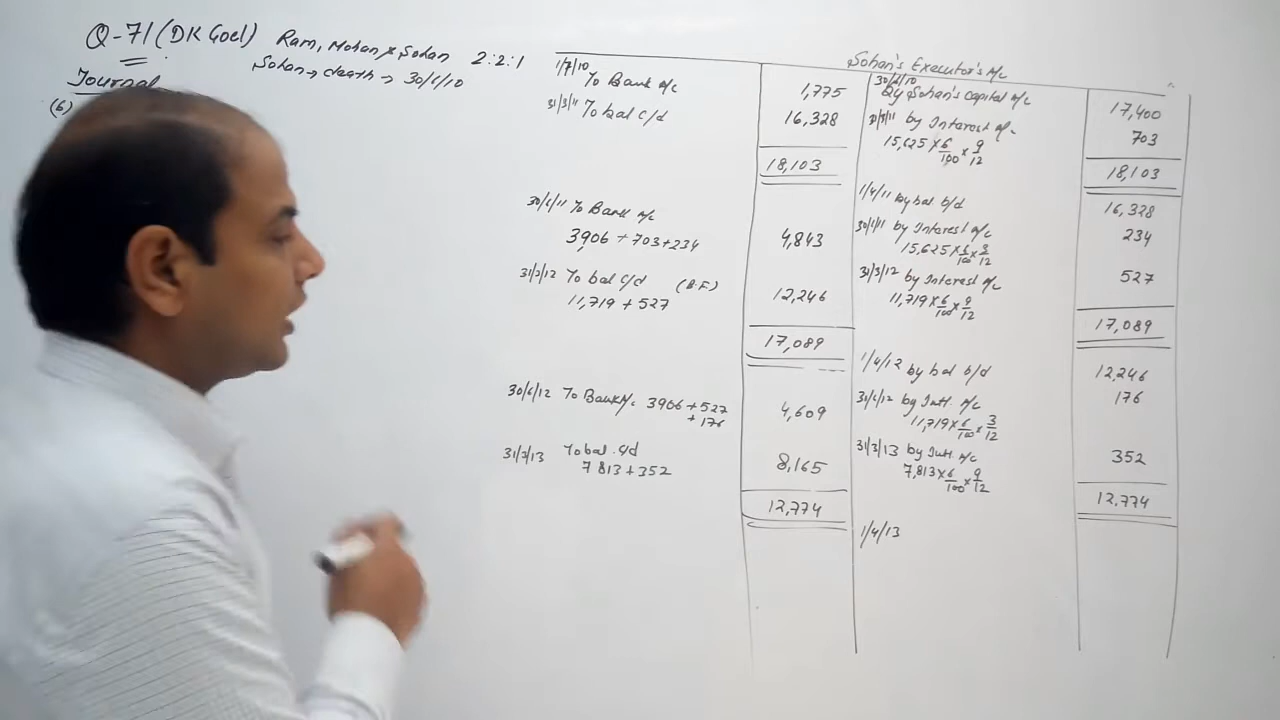 Q-71 (DK Goel) Ram, Mohan & Sohan 2:2:1
Sohan → death → 30/6/10
Journal
(6)
Sohan's Executor's A/c
1/7/10
To Bank A/c 1,775
31/3/11 To bal c/d 16,328
18,103
30/6/11 To Bank A/c
3906 + 703 + 234 4,843
31/3/12 To bal c/d (B.F)
11,719 + 527 12,246
17,089
30/6/12 To Bank A/c 3906 + 527
+ 176 4,609
31/3/13 To bal. c/d
7813 + 352 8,165
12,774
30/6/10
By Sohan's Capital A/c 17,400
31/3/11 by Interest A/c 703
15,625 × 6/100 × 9/12
18,103
1/4/11 by bal b/d 16,328
30/6/11 by Interest A/c 234
15,625 × 6/100 × 3/12
31/3/12 by Interest A/c 527
11,719 × 6/100 × 9/12
17,089
1/4/12 by bal b/d 12,246
31/6/12 by Intt. A/c 176
11,719 × 6/100 × 3/12
31/3/13 by Intt. A/c 352
7,813 × 6/100 × 9/12
12,774
1/4/13